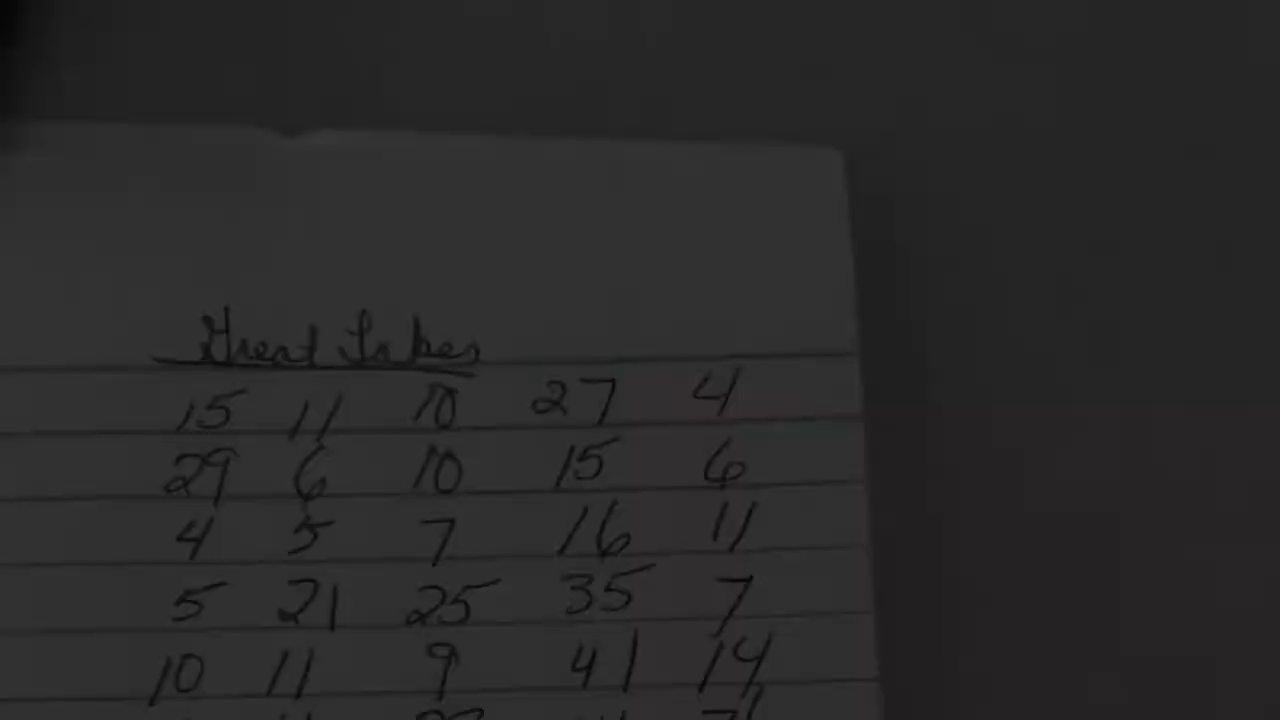 Great Lakes
15 11 10 27 4
29 6 10 15 6
4 5 7 16 11
5 21 25 35 7
10 11 9 41 14